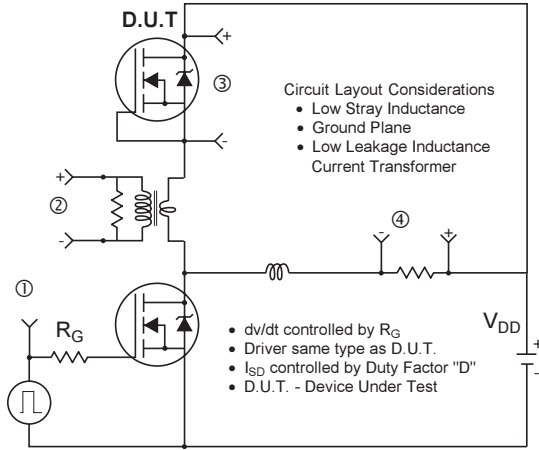 D.U.T
+
③
-
Circuit Layout Considerations
• Low Stray Inductance
• Ground Plane
• Low Leakage Inductance
Current Transformer
+
②
-
④
- +
①
R_G
• dv/dt controlled by R_G
• Driver same type as D.U.T.
• I_SD controlled by Duty Factor "D"
• D.U.T. - Device Under Test
V_DD
+
-